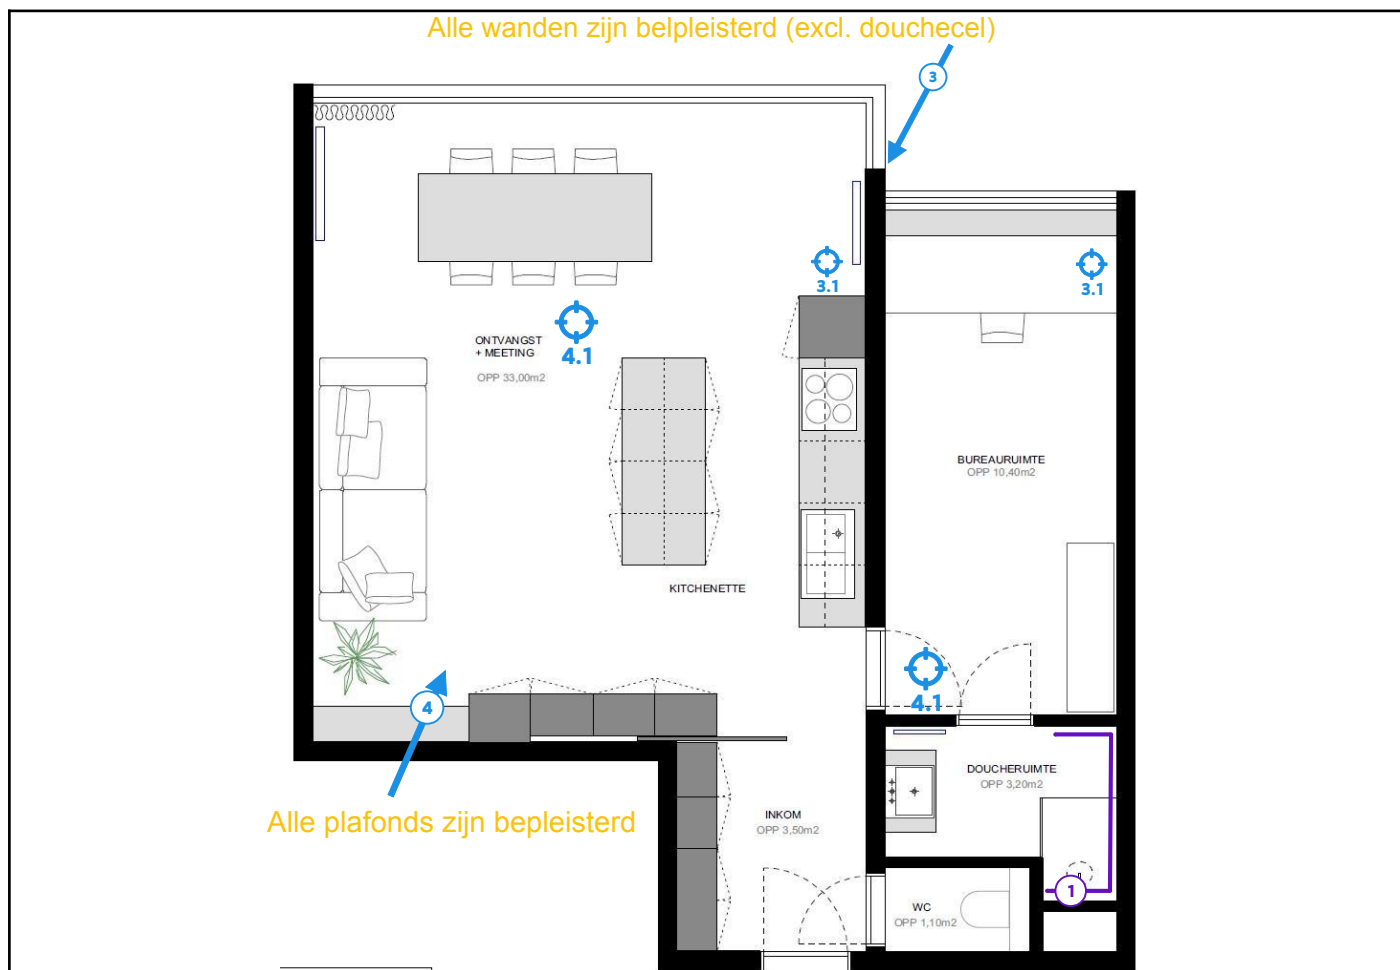 Alle wanden zijn belpleisterd (excl. douchecel)
3
3.1
3.1
ONTVANGST
+ MEETING
OPP 33,00m2
4.1
BUREAURUIMTE
OPP 10,40m2
KITCHENETTE
4.1
4
DOUCHERUIMTE
OPP 3,20m2
Alle plafonds zijn bepleisterd
INKOM
OPP 3,50m2
1
WC
OPP 1,10m2